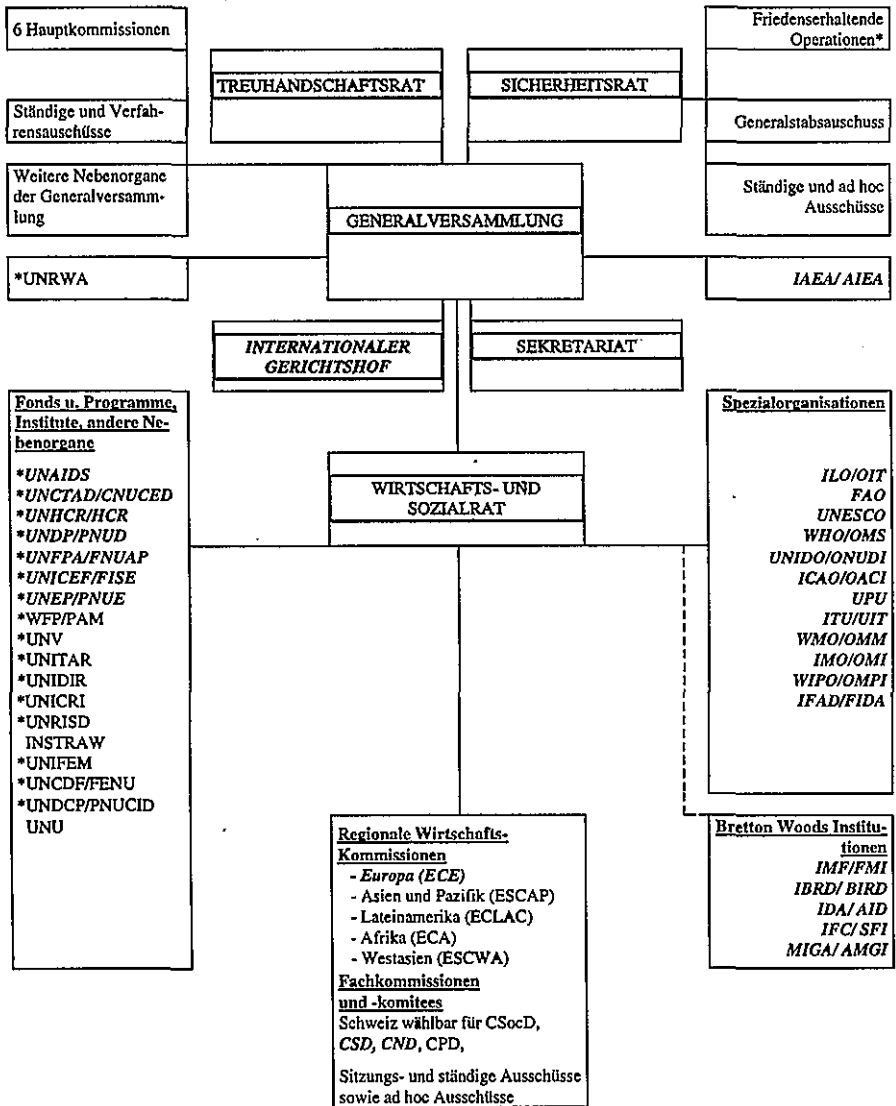 6 Hauptkommissionen
Friedenserhaltende
Operationen*
TREUHANDSCHAFTSRAT
SICHERHEITSRAT
Ständige und Verfah-
rensauschüsse
Generalstabsauschuss
Weitere Nebenorgane
der Generalversamm-
lung
Ständige und ad hoc
Ausschüsse
GENERALVERSAMMLUNG
*UNRWA
IAEA/ AIEA
INTERNATIONALER
GERICHTSHOF
SEKRETARIAT
Fonds u. Programme,
Institute, andere Ne-
benorgane
*UNAIDS
*UNCTAD/CNUCED
*UNHCR/HCR
*UNDP/PNUD
*UNFPA/FNUAP
*UNICEF/FISE
*UNEP/PNUE
*WFP/PAM
*UNV
*UNITAR
*UNIDIR
*UNICRI
*UNRISD
INSTRAW
*UNIFEM
*UNCDF/FENU
*UNDCP/PNUCID
UNU
WIRTSCHAFTS- UND
SOZIALRAT
Spezialorganisationen
ILO/OIT
FAO
UNESCO
WHO/OMS
UNIDO/ONUDI
ICAO/OACI
UPU
ITU/UIT
WMO/OMM
IMO/OMI
WIPO/OMPI
IFAD/FIDA
Regionale Wirtschafts-
Kommissionen
- Europa (ECE)
- Asien und Pazifik (ESCAP)
- Lateinamerika (ECLAC)
- Afrika (ECA)
- Westasien (ESCWA)
Fachkommissionen
und -komitees
Schweiz wählbar für CSocD,
CSD, CND, CPD,
Sitzungs- und ständige Ausschüsse
sowie ad hoc Ausschüsse
Bretton Woods Institu-
tionen
IMF/FMI
IBRD/ BIRD
IDA/ AID
IFC/ SFI
MIGA/ AMGI